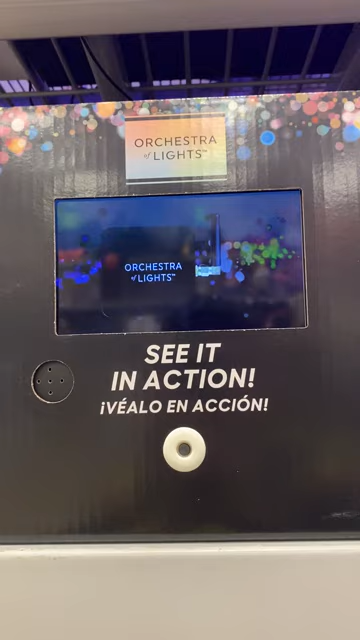 ORCHESTRA
of LIGHTS™
ORCHESTRA
of LIGHTS™
SEE IT
IN ACTION!
¡VÉALO EN ACCIÓN!